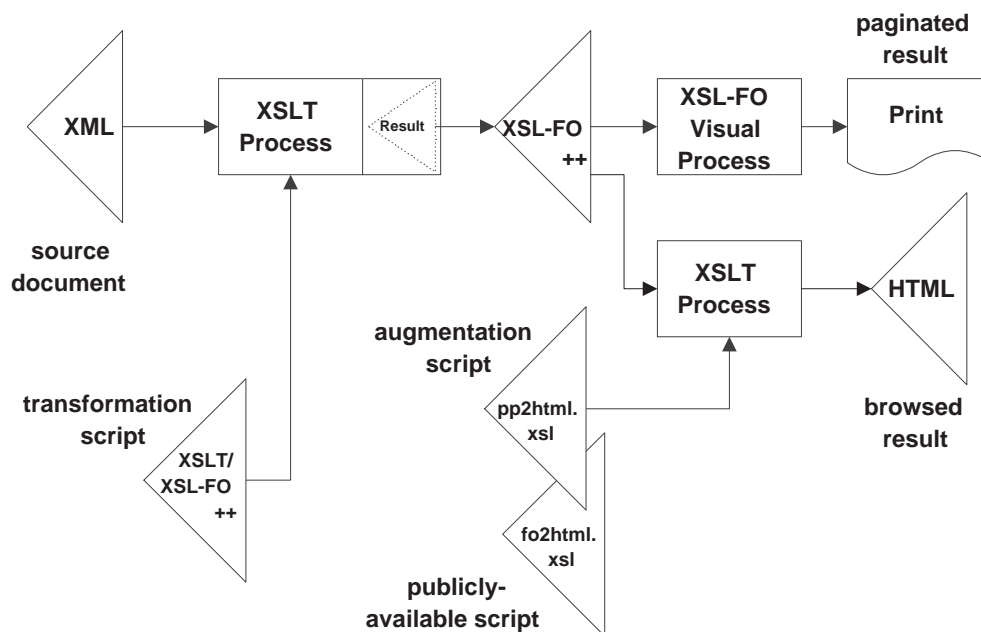 paginated
result
XML
XSLT
Process
Result
XSL-FO
++
XSL-FO
Visual
Process
Print
source
document
XSLT
Process
HTML
augmentation
script
transformation
script
pp2html.
xsl
browsed
result
XSLT/
XSL-FO
++
fo2html.
xsl
publicly-
available script